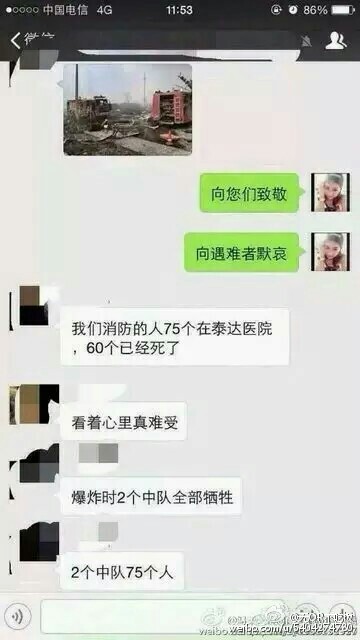 中国电信 4G
11:53
86%
向您们致敬
向遇难者默哀
我们消防的人75个在泰达医院
，60个已经死了
看着心里真难受
爆炸时2个中队全部牺牲
2个中队75个人